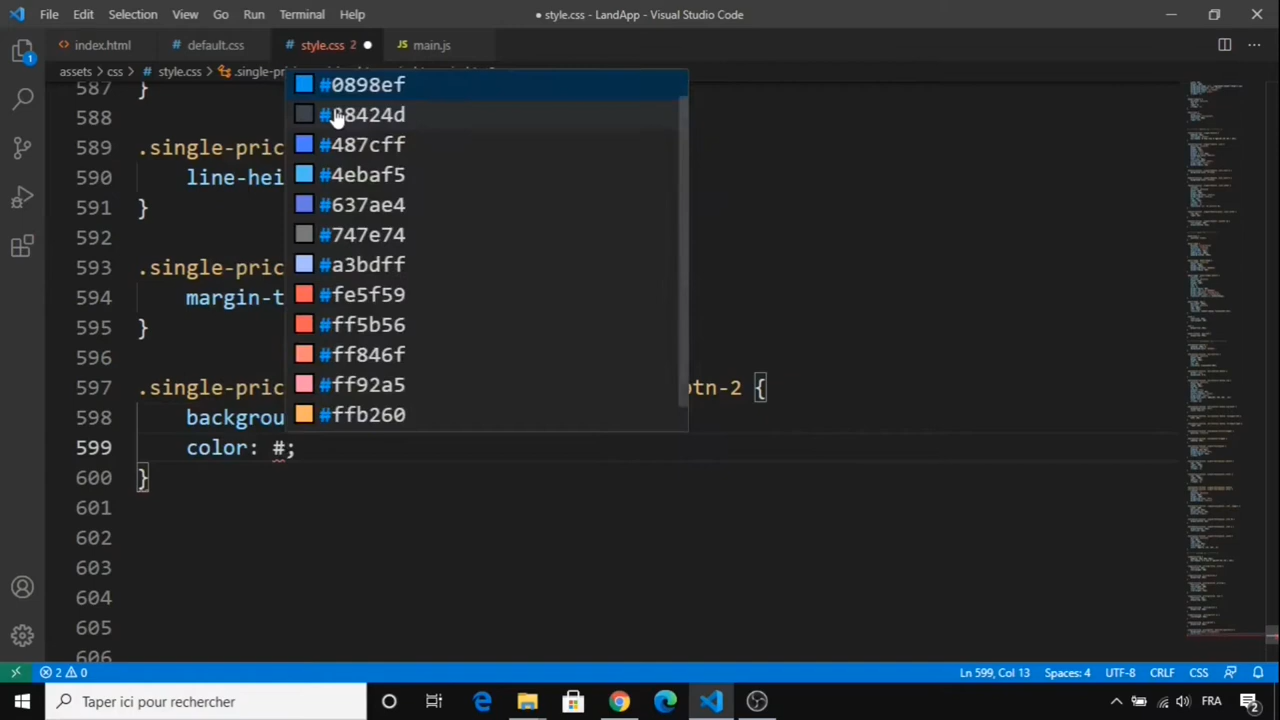 File Edit Selection View Go Run Terminal Help ● style.css - LandApp - Visual Studio Code
index.html default.css style.css 2 main.js
assets > css > style.css > .single-pric
587 }
588
589 .single-pric
590 line-hei
591 }
592
593 .single-pric
594 margin-t
595 }
596
597 .single-pric btn-2 {
598 backgrou
599 color: #;
600 }
601
602
603
604
605
606
#0898ef
8424d
#487cff
#4ebaf5
#637ae4
#747e74
#a3bdff
#fe5f59
#ff5b56
#ff846f
#ff92a5
#ffb260
1
2 0 Ln 599, Col 13 Spaces: 4 UTF-8 CRLF CSS
Taper ici pour rechercher FRA 2